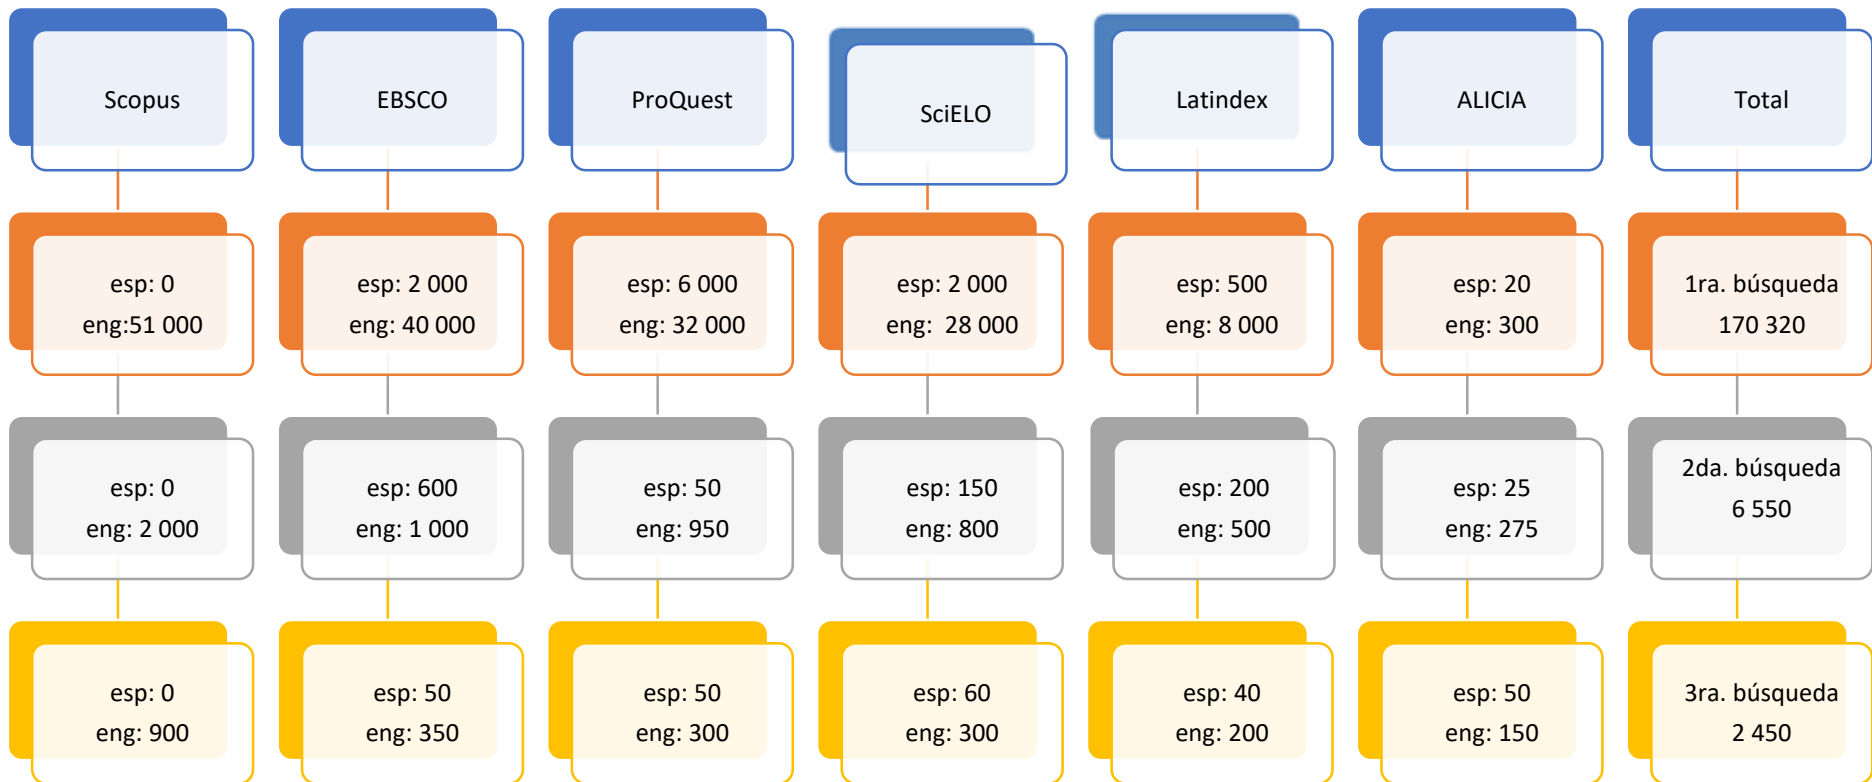 Scopus
EBSCO
ProQuest
SciELO
Latindex
ALICIA
Total
esp: 0
eng:51 000
esp: 2 000
eng: 40 000
esp: 6 000
eng: 32 000
esp: 2 000
eng:  28 000
esp: 500
eng: 8 000
esp: 20
eng: 300
1ra. búsqueda
170 320
esp: 0
eng: 2 000
esp: 600
eng: 1 000
esp: 50
eng: 950
esp: 150
eng: 800
esp: 200
eng: 500
esp: 25
eng: 275
2da. búsqueda
6 550
esp: 0
eng: 900
esp: 50
eng: 350
esp: 50
eng: 300
esp: 60
eng: 300
esp: 40
eng: 200
esp: 50
eng: 150
3ra. búsqueda
2 450